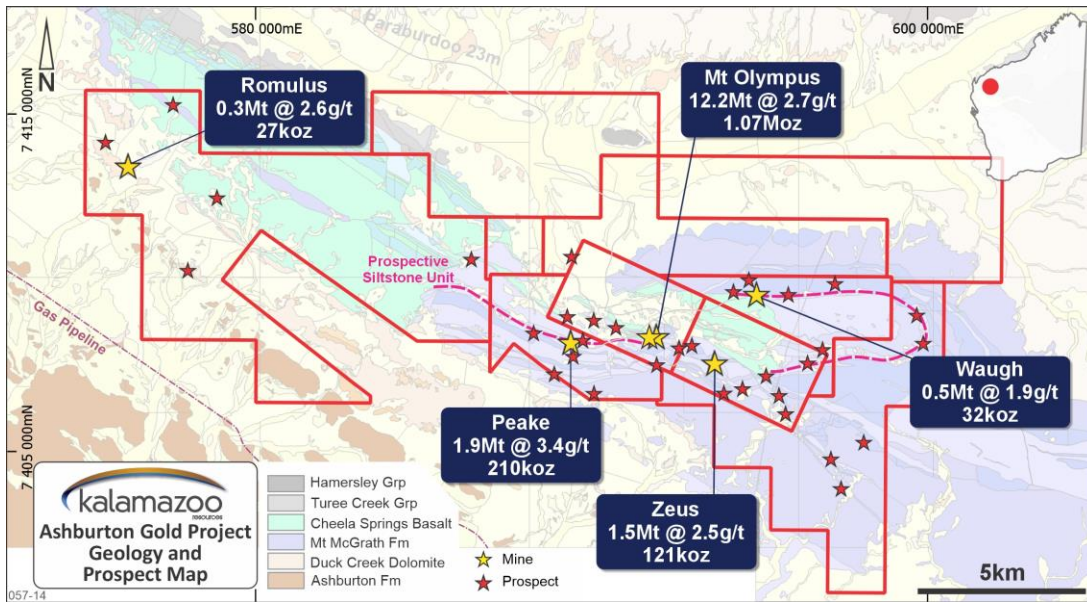 580 000mE
600 000mE
Paraburdoo 23m
N
7 415 000mN
Romulus
0.3Mt @ 2.6g/t
27koz
Mt Olympus
12.2Mt @ 2.7g/t
1.07Moz
Prospective
Siltstone Unit
Gas Pipeline
Waugh
0.5Mt @ 1.9g/t
32koz
Peake
1.9Mt @ 3.4g/t
210koz
7 405 000mN
Zeus
1.5Mt @ 2.5g/t
121koz
kalamazoo
resources
Ashburton Gold Project
Geology and
Prospect Map
Hamersley Grp
Turee Creek Grp
Cheela Springs Basalt
Mt McGrath Fm
Duck Creek Dolomite
Ashburton Fm
Mine
Prospect
5km
057-14